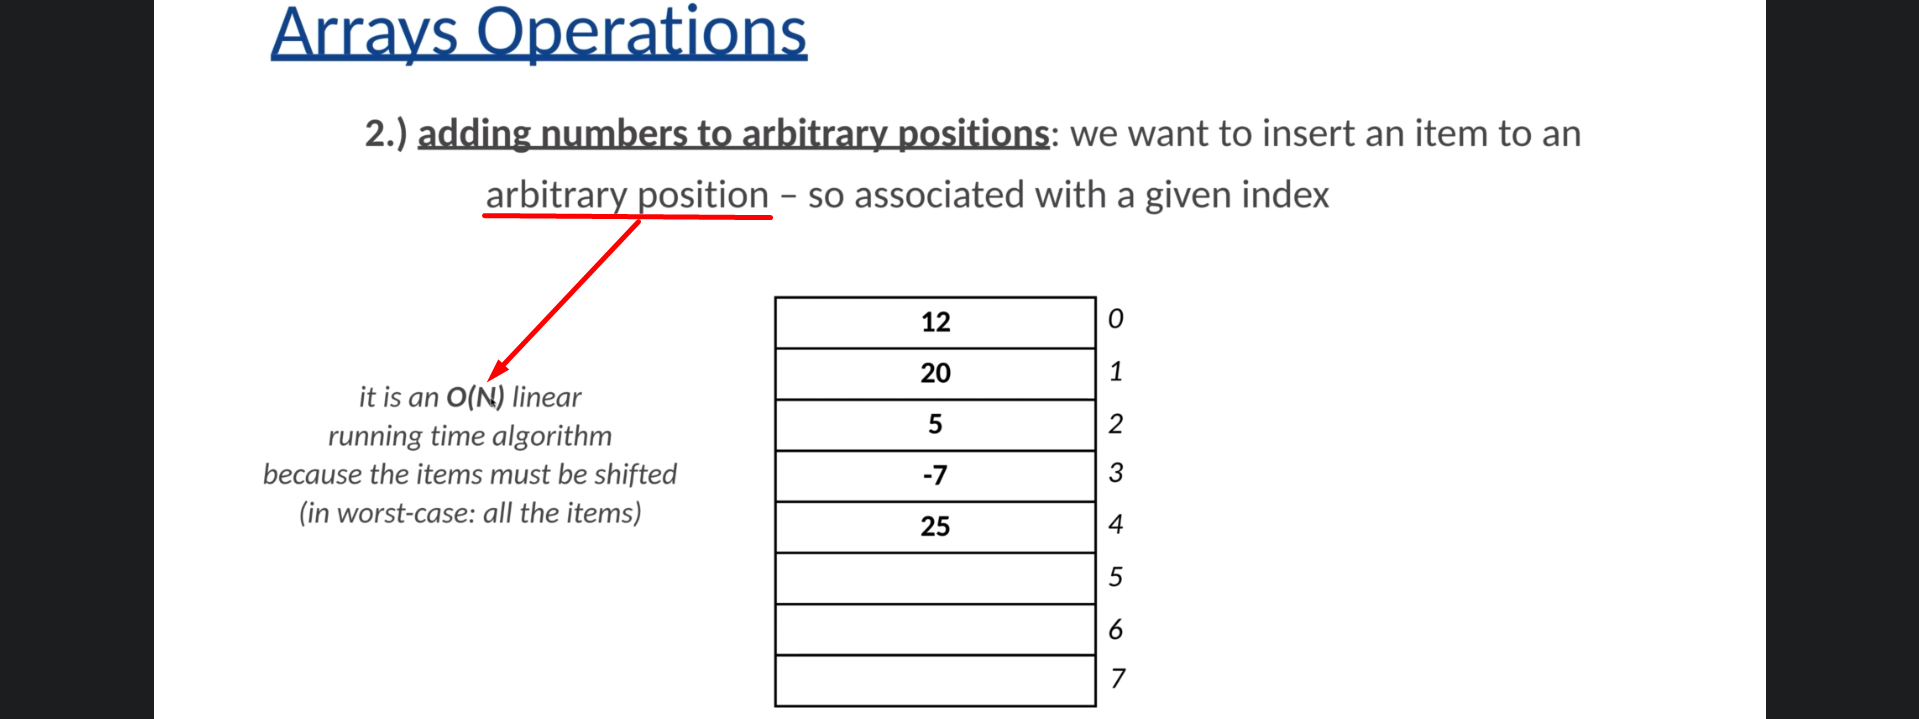 Arrays Operations
2.) adding numbers to arbitrary positions: we want to insert an item to an
arbitrary position – so associated with a given index
it is an O(N) linear
running time algorithm
because the items must be shifted
(in worst-case: all the items)
12 0
20 1
5 2
-7 3
25 4
5
6
7